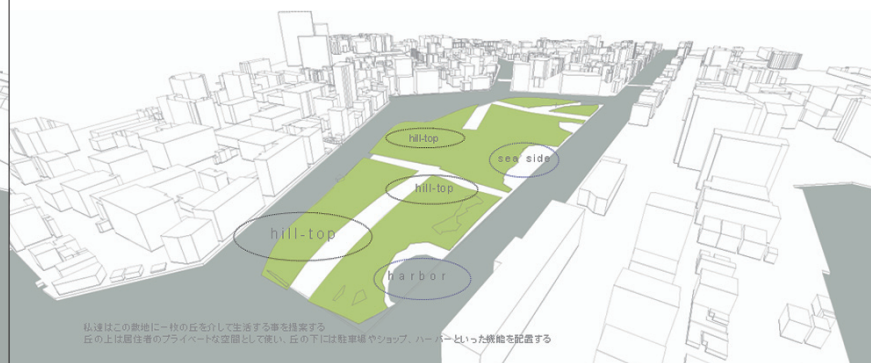 hill-top
sea side
hill-top
hill-top
harbor
私達はこの敷地に一枚の丘を介して生活する事を提案する
丘の上は居住者のプライベートな空間として使い、丘の下には駐車場やショップ、ハーバーといった機能を配置する